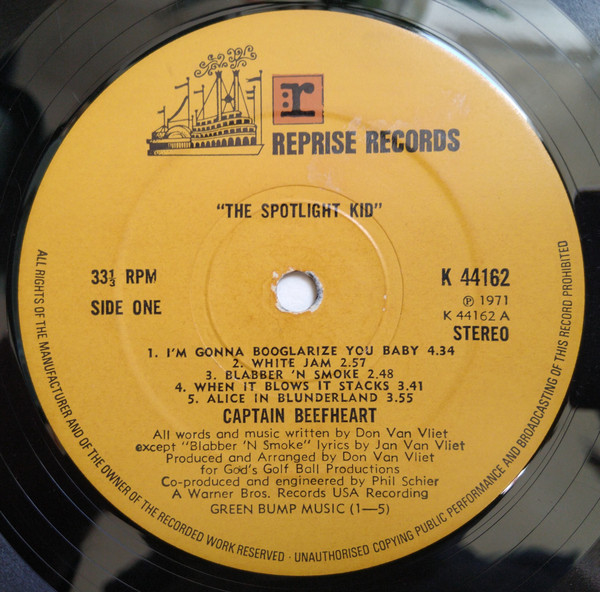 :r
REPRISE RECORDS
"THE SPOTLIGHT KID"
33⅓ RPM
SIDE ONE
K 44162
℗ 1971
K 44162 A
STEREO
1. I'M GONNA BOOGLARIZE YOU BABY 4.34
2. WHITE JAM 2.57
3. BLABBER 'N SMOKE 2.48
4. WHEN IT BLOWS IT STACKS 3.41
5. ALICE IN BLUNDERLAND 3.55
CAPTAIN BEEFHEART
All words and music written by Don Van Vliet
except "Blabber 'N Smoke" lyrics by Jan Van Vliet
Produced and Arranged by Don Van Vliet
for God's Golf Ball Productions
Co-produced and engineered by Phil Schier
A Warner Bros. Records USA Recording
GREEN BUMP MUSIC (1—5)
ALL RIGHTS OF THE MANUFACTURER AND OF THE OWNER OF THE RECORDED WORK RESERVED · UNAUTHORISED COPYING PUBLIC PERFORMANCE AND BROADCASTING OF THIS RECORD PROHIBITED